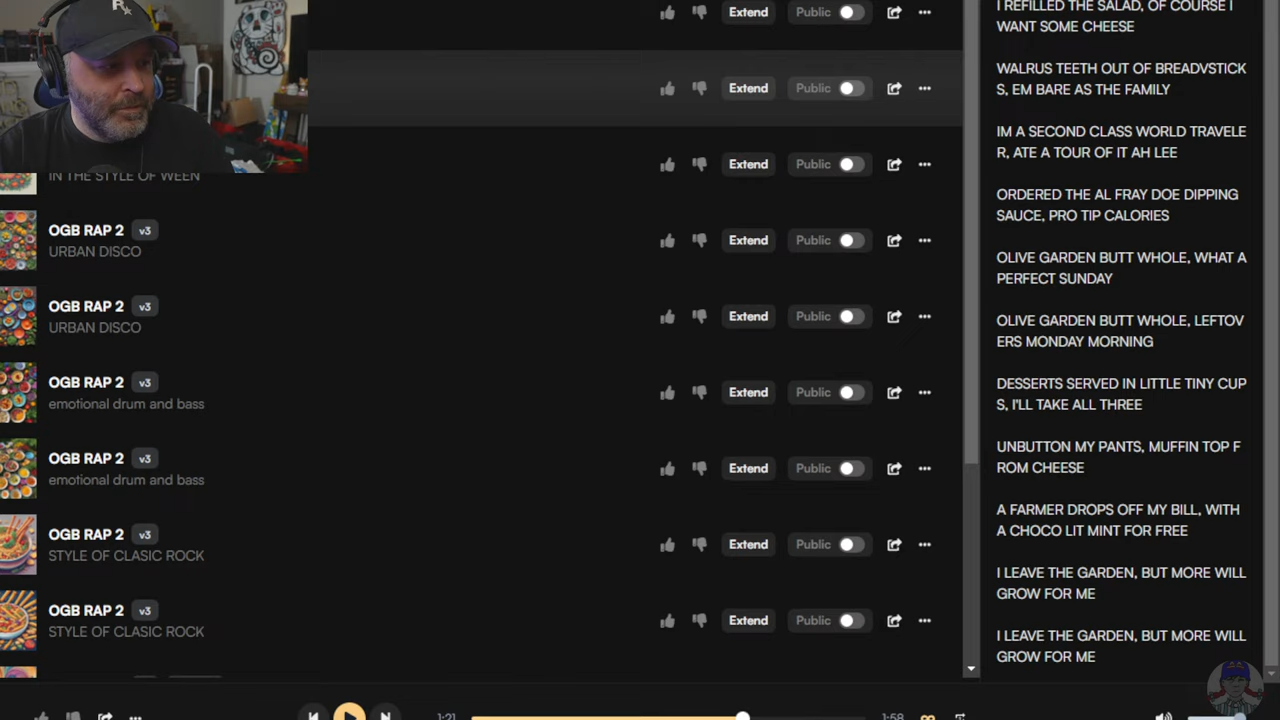 Extend Public
Extend Public
Extend Public
IN THE STYLE OF WEEN
OGB RAP 2 v3
URBAN DISCO
Extend Public
OGB RAP 2 v3
URBAN DISCO
Extend Public
OGB RAP 2 v3
emotional drum and bass
Extend Public
OGB RAP 2 v3
emotional drum and bass
Extend Public
OGB RAP 2 v3
STYLE OF CLASIC ROCK
Extend Public
OGB RAP 2 v3
STYLE OF CLASIC ROCK
Extend Public
I REFILLED THE SALAD, OF COURSE I
WANT SOME CHEESE
WALRUS TEETH OUT OF BREADVSTICK
S, EM BARE AS THE FAMILY
IM A SECOND CLASS WORLD TRAVELE
R, ATE A TOUR OF IT AH LEE
ORDERED THE AL FRAY DOE DIPPING
SAUCE, PRO TIP CALORIES
OLIVE GARDEN BUTT WHOLE, WHAT A
PERFECT SUNDAY
OLIVE GARDEN BUTT WHOLE, LEFTOV
ERS MONDAY MORNING
DESSERTS SERVED IN LITTLE TINY CUP
S, I'LL TAKE ALL THREE
UNBUTTON MY PANTS, MUFFIN TOP F
ROM CHEESE
A FARMER DROPS OFF MY BILL, WITH
A CHOCO LIT MINT FOR FREE
I LEAVE THE GARDEN, BUT MORE WILL
GROW FOR ME
I LEAVE THE GARDEN, BUT MORE WILL
GROW FOR ME
1:21
1:58